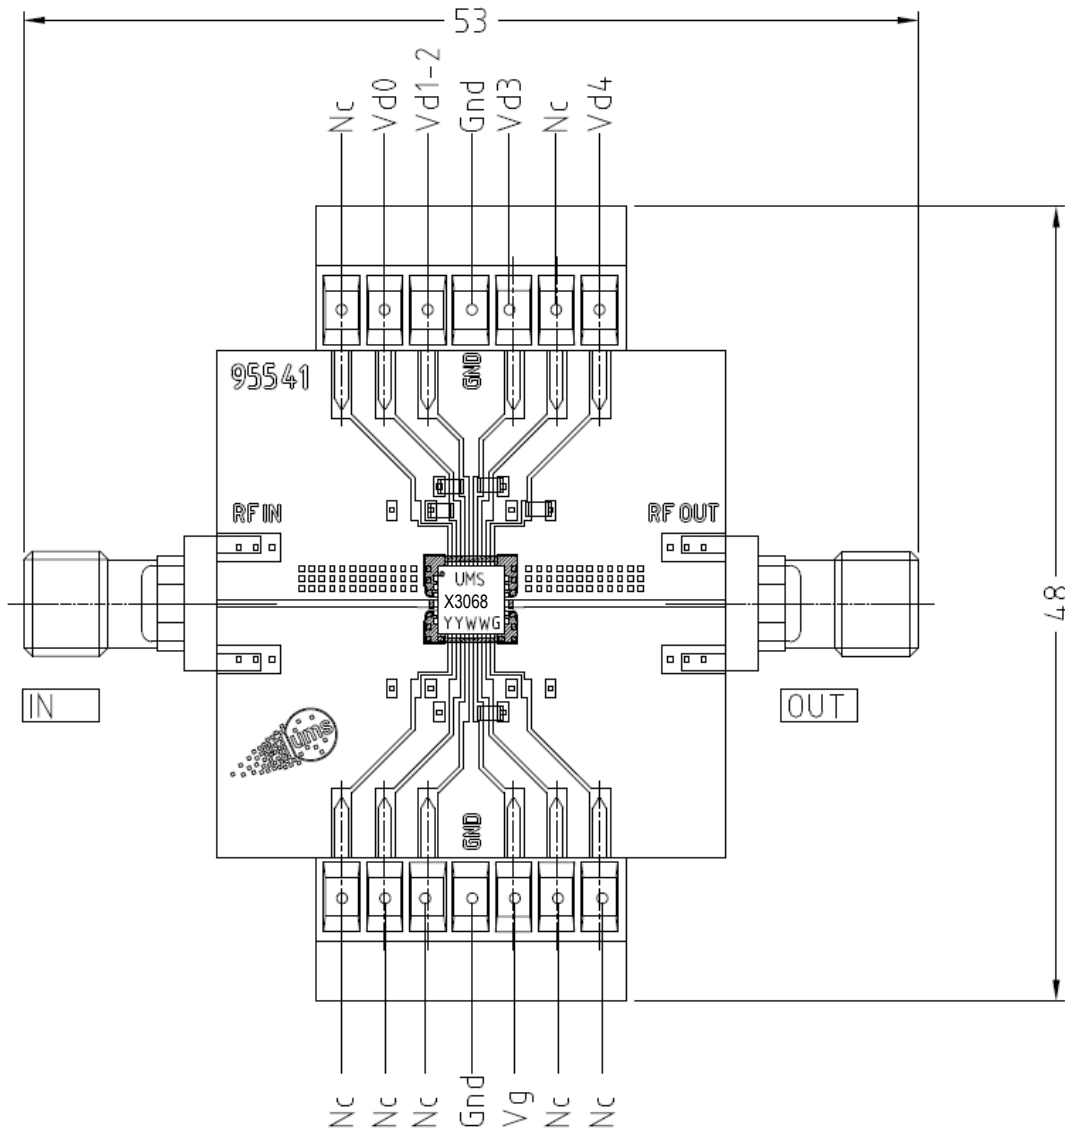 53
Nc
Vd0
Vd1-2
Gnd
Vd3
Nc
Vd4
95541
GND
RF IN
RF OUT
UMS
X3068
YYWWG
48
IN
OUT
ums
GND
Nc
Nc
Nc
Gnd
Vg
Nc
Nc